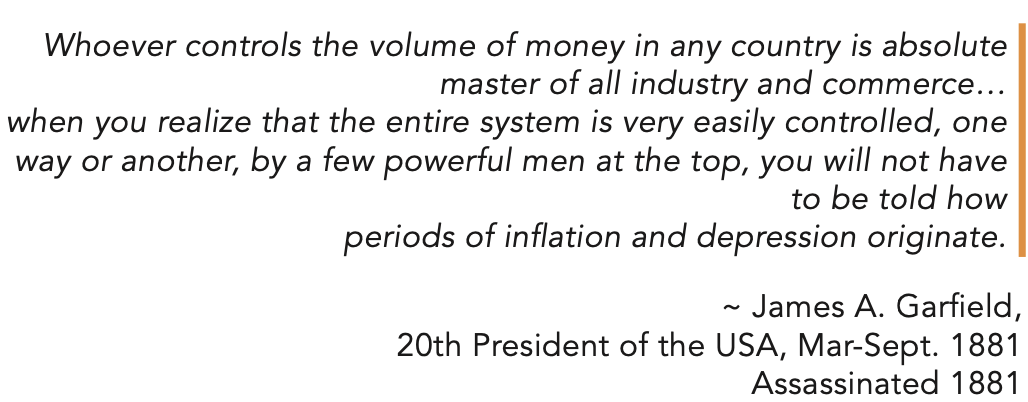 Whoever controls the volume of money in any country is absolute
master of all industry and commerce…
when you realize that the entire system is very easily controlled, one
way or another, by a few powerful men at the top, you will not have
to be told how
periods of inflation and depression originate.
~ James A. Garfield,
20th President of the USA, Mar-Sept. 1881
Assassinated 1881